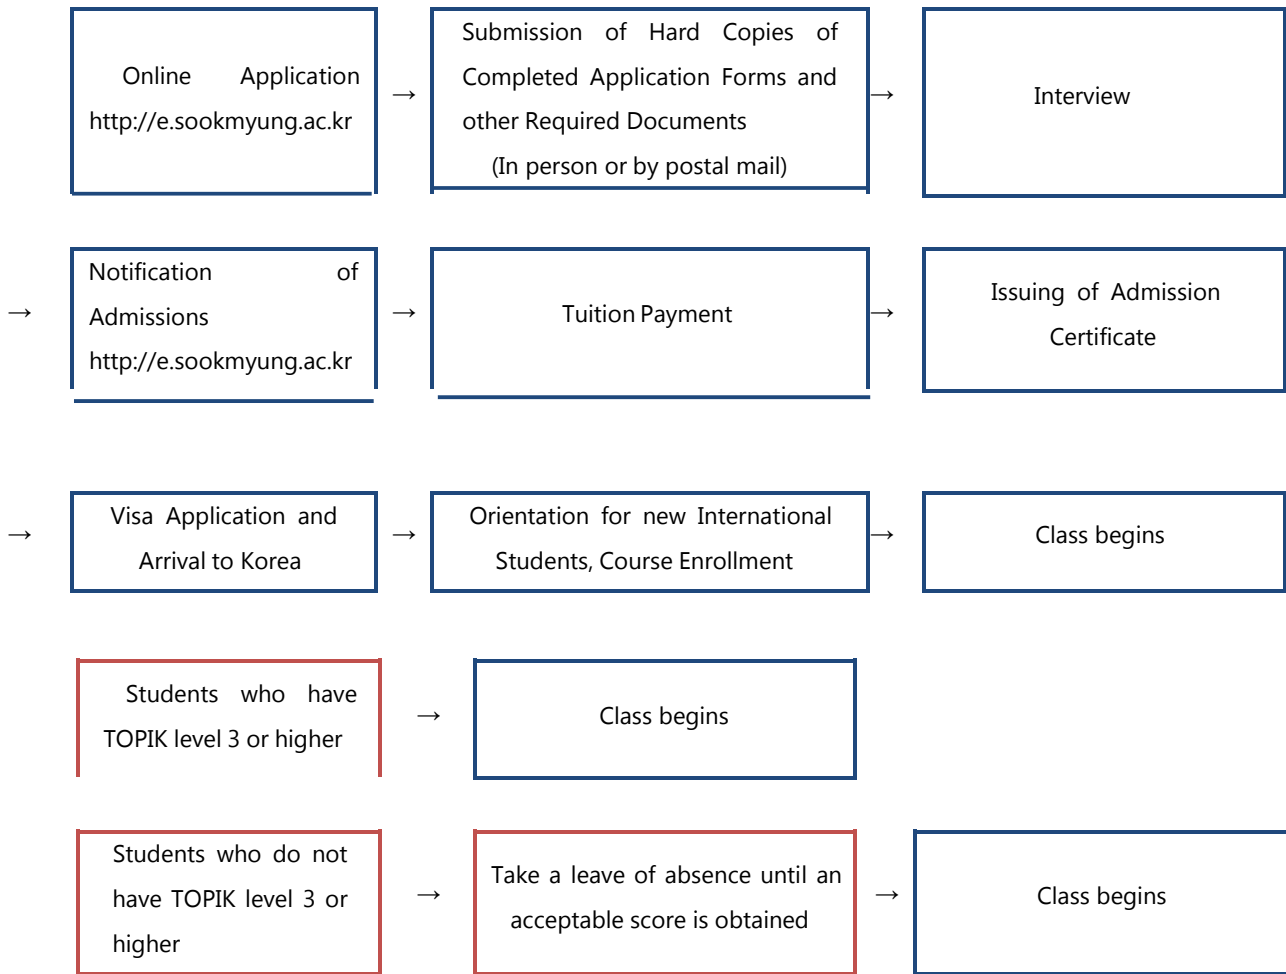 Online Application
http://e.sookmyung.ac.kr
→
Submission of Hard Copies of
Completed Application Forms and
other Required Documents
(In person or by postal mail)
→
Interview
→
Notification of
Admissions
http://e.sookmyung.ac.kr
→
Tuition Payment
→
Issuing of Admission
Certificate
→
Visa Application and
Arrival to Korea
→
Orientation for new International
Students, Course Enrollment
→
Class begins
Students who have
TOPIK level 3 or higher
→
Class begins
Students who do not
have TOPIK level 3 or
higher
→
Take a leave of absence until an
acceptable score is obtained
→
Class begins